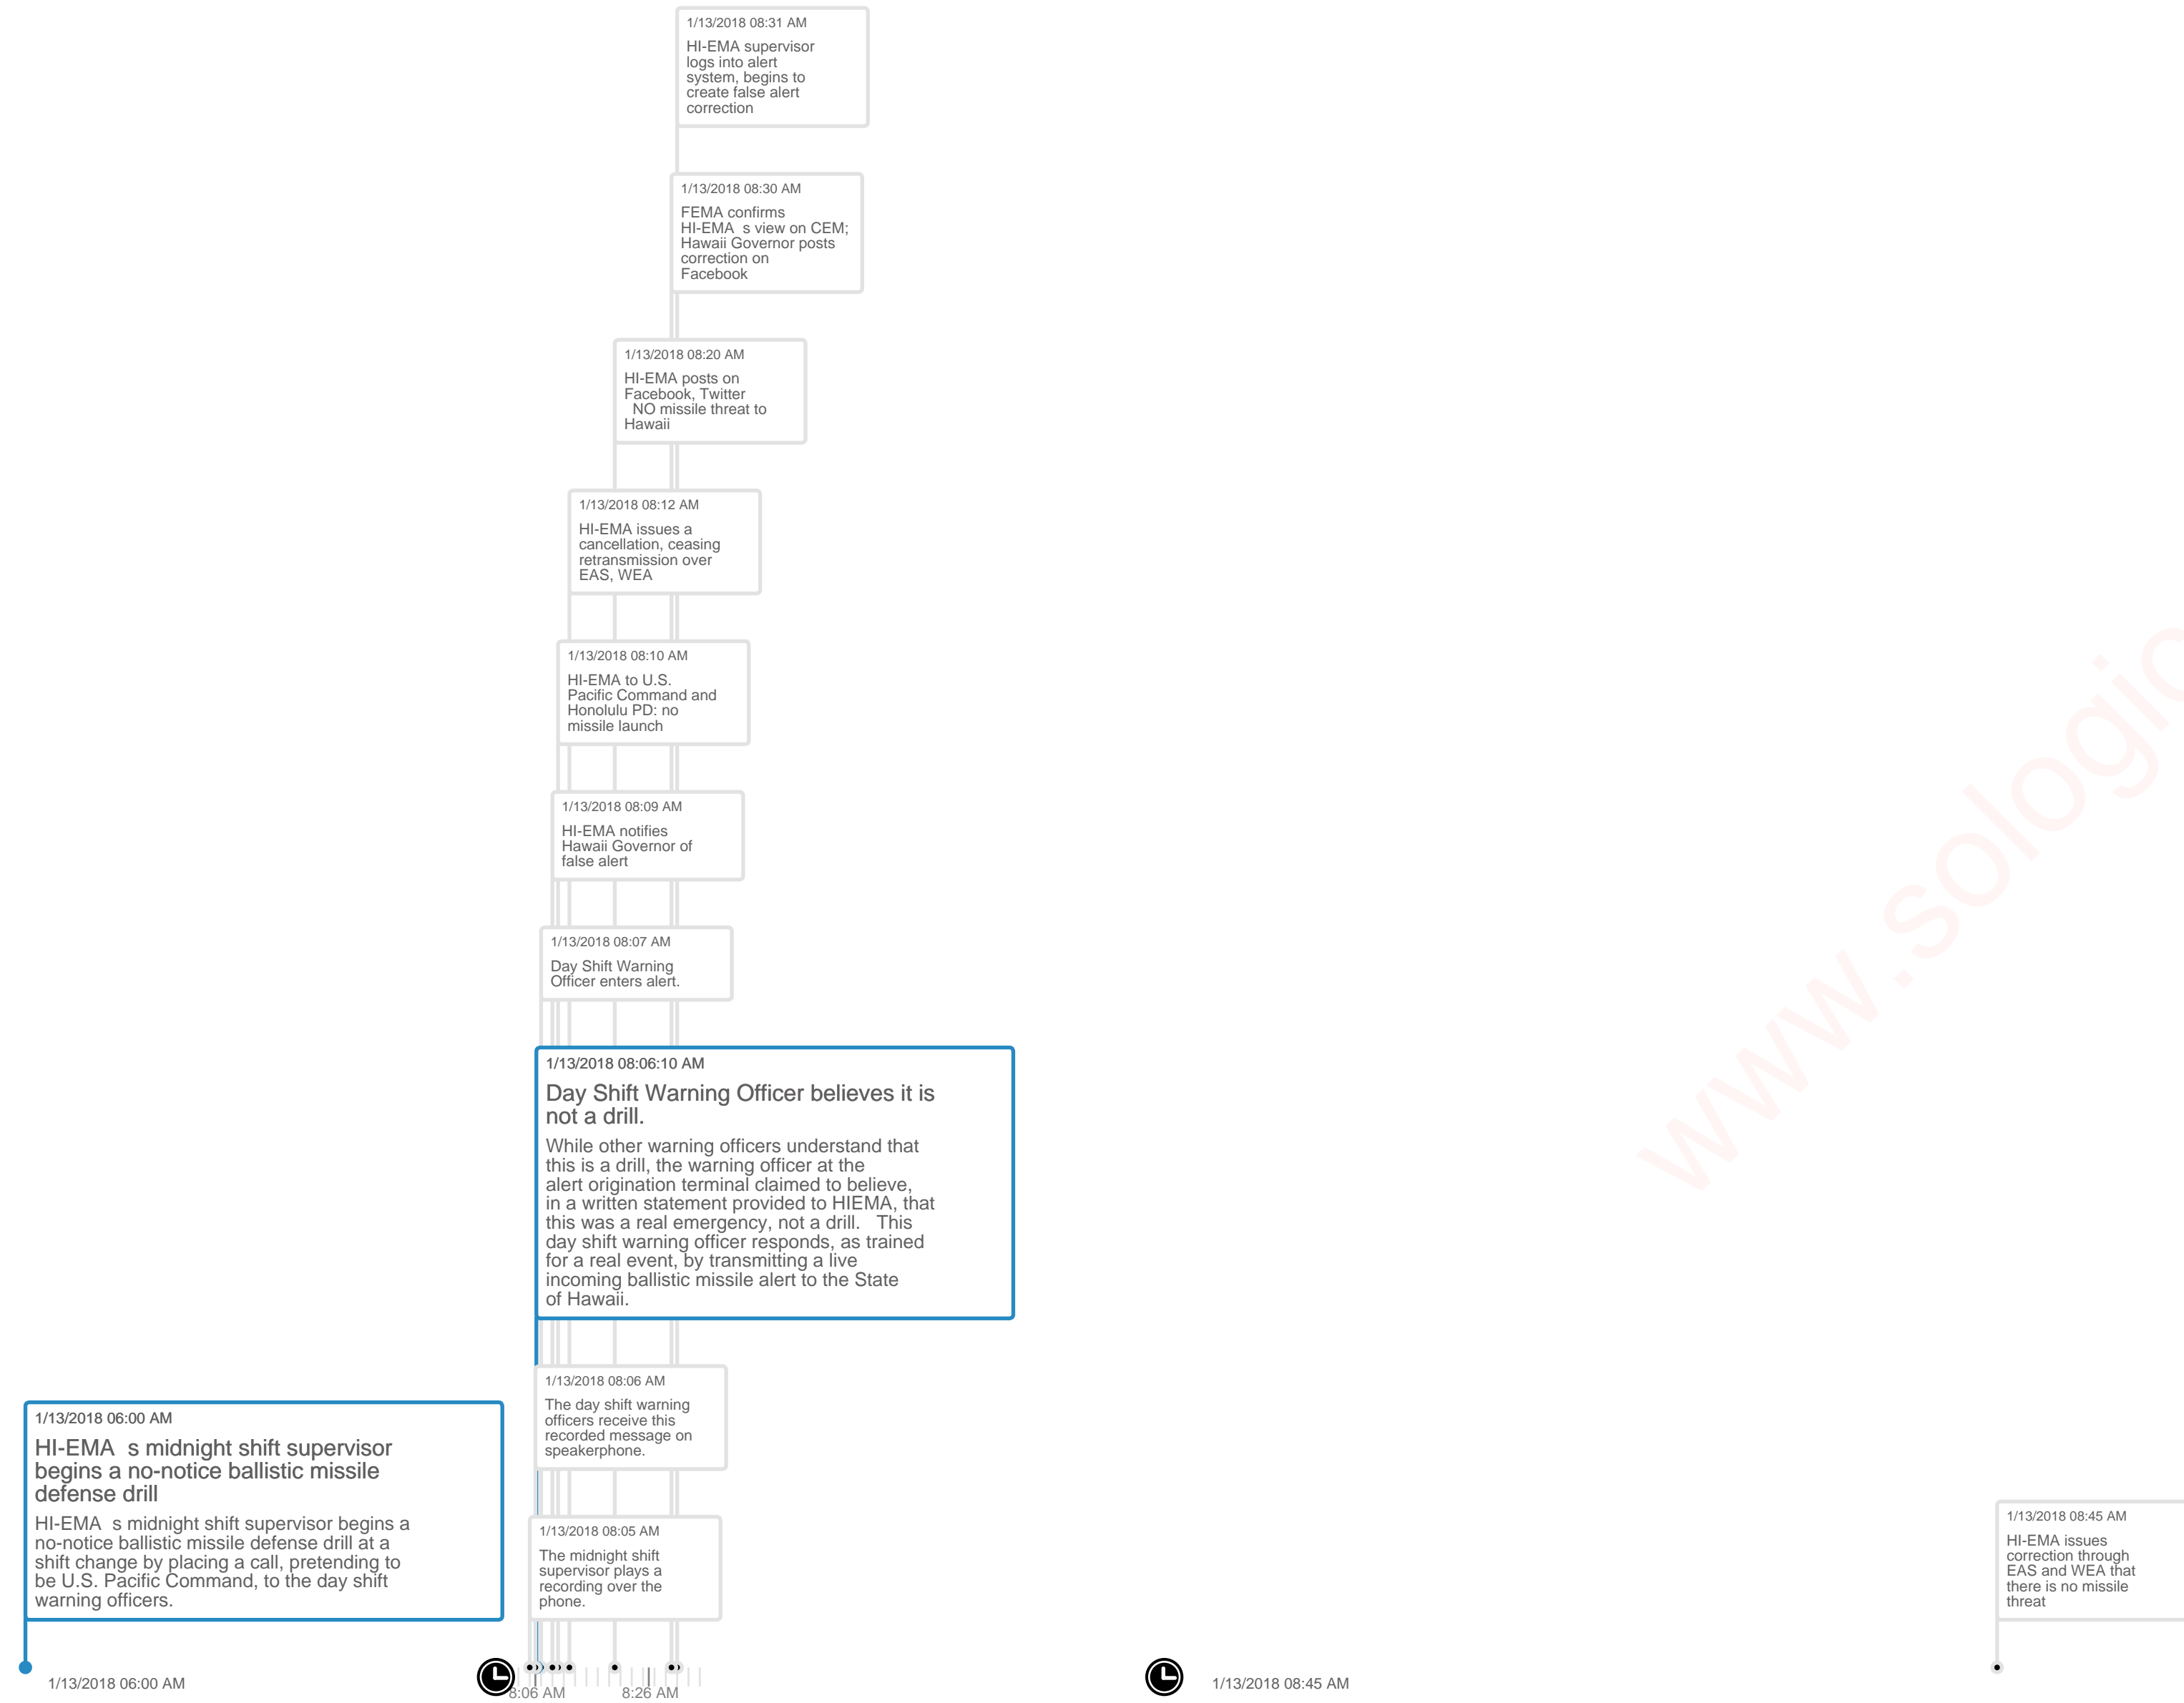 1/13/2018 08:31 AM
HI-EMA supervisor
logs into alert
system, begins to
create false alert
correction
1/13/2018 08:30 AM
FEMA confirms
HI-EMA s view on CEM;
Hawaii Governor posts
correction on
Facebook
1/13/2018 08:20 AM
HI-EMA posts on
Facebook, Twitter
NO missile threat to
Hawaii
1/13/2018 08:12 AM
HI-EMA issues a
cancellation, ceasing
retransmission over
EAS, WEA
1/13/2018 08:10 AM
HI-EMA to U.S.
Pacific Command and
Honolulu PD: no
missile launch
1/13/2018 08:09 AM
HI-EMA notifies
Hawaii Governor of
false alert
1/13/2018 08:07 AM
Day Shift Warning
Officer enters alert.
1/13/2018 08:06:10 AM
Day Shift Warning Officer believes it is
not a drill.
While other warning officers understand that
this is a drill, the warning officer at the
alert origination terminal claimed to believe,
in a written statement provided to HIEMA, that
this was a real emergency, not a drill. This
day shift warning officer responds, as trained
for a real event, by transmitting a live
incoming ballistic missile alert to the State
of Hawaii.
1/13/2018 08:06 AM
The day shift warning
officers receive this
recorded message on
speakerphone.
1/13/2018 06:00 AM
HI-EMA s midnight shift supervisor
begins a no-notice ballistic missile
defense drill
HI-EMA s midnight shift supervisor begins a
no-notice ballistic missile defense drill at a
shift change by placing a call, pretending to
be U.S. Pacific Command, to the day shift
warning officers.
1/13/2018 08:05 AM
The midnight shift
supervisor plays a
recording over the
phone.
1/13/2018 08:45 AM
HI-EMA issues
correction through
EAS and WEA that
there is no missile
threat
1/13/2018 06:00 AM
8:06 AM
8:26 AM
1/13/2018 08:45 AM
www.sologic